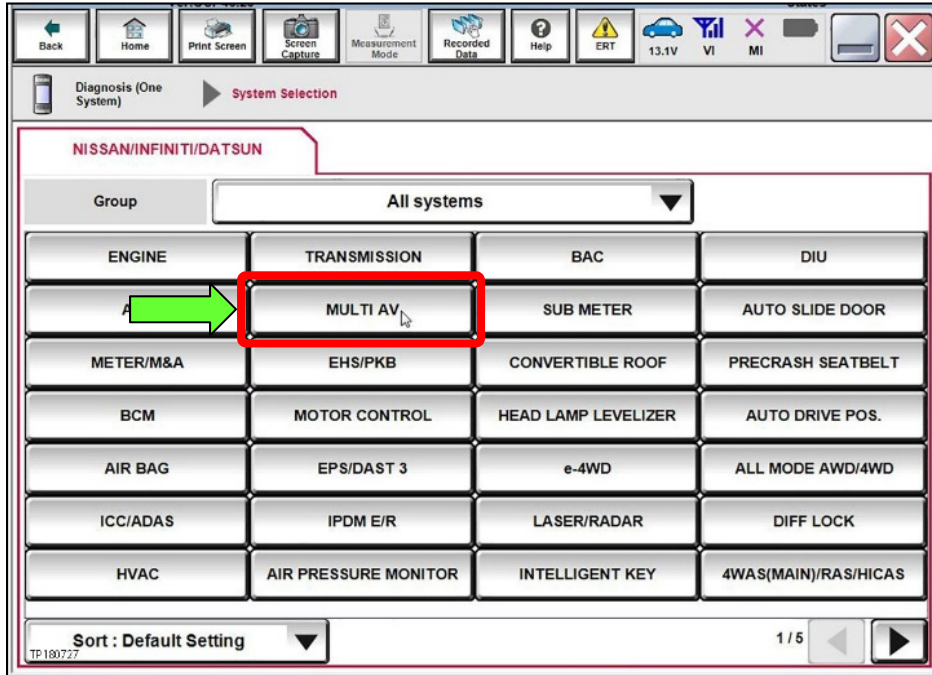 Back
Home
Print Screen
Screen
Capture
Measurement
Mode
Recorded
Data
Help
ERT
13.1V
VI
MI
Diagnosis (One
System)
System Selection
NISSAN/INFINITI/DATSUN
Group
All systems
ENGINE
TRANSMISSION
BAC
DIU
A
MULTI AV
SUB METER
AUTO SLIDE DOOR
METER/M&A
EHS/PKB
CONVERTIBLE ROOF
PRECRASH SEATBELT
BCM
MOTOR CONTROL
HEAD LAMP LEVELIZER
AUTO DRIVE POS.
AIR BAG
EPS/DAST 3
e-4WD
ALL MODE AWD/4WD
ICC/ADAS
IPDM E/R
LASER/RADAR
DIFF LOCK
HVAC
AIR PRESSURE MONITOR
INTELLIGENT KEY
4WAS(MAIN)/RAS/HICAS
Sort : Default Setting
1/5
TP180727